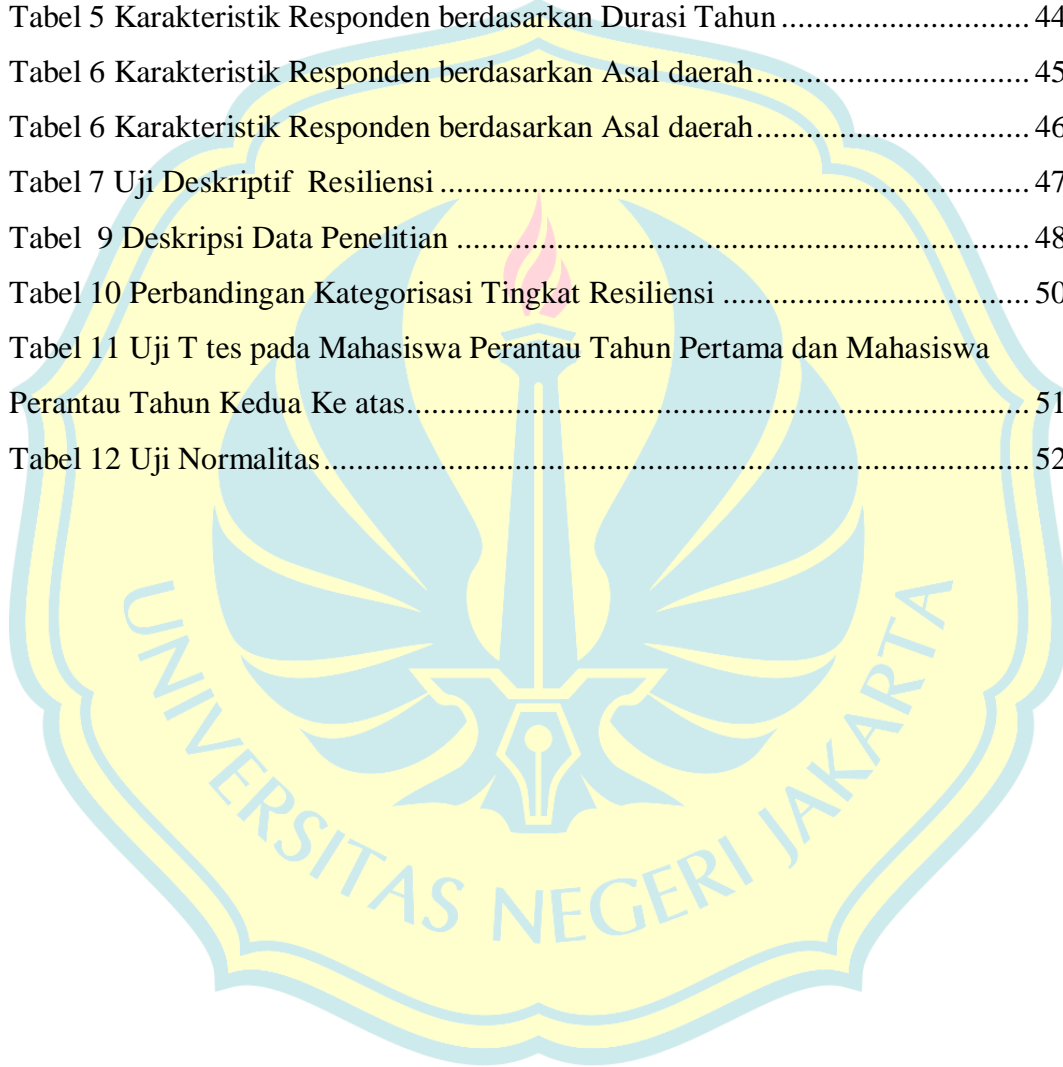 Tabel 5 Karakteristik Responden berdasarkan Durasi Tahun .................................. 44
Tabel 6 Karakteristik Responden berdasarkan Asal daerah ..................................... 45
Tabel 6 Karakteristik Responden berdasarkan Asal daerah ..................................... 46
Tabel 7 Uji Deskriptif  Resiliensi ................................................................................ 47
Tabel  9 Deskripsi Data Penelitian .............................................................................. 48
Tabel 10 Perbandingan Kategorisasi Tingkat Resiliensi .......................................... 50
Tabel 11 Uji T tes pada Mahasiswa Perantau Tahun Pertama dan Mahasiswa
Perantau Tahun Kedua Ke atas .................................................................................... 51
Tabel 12 Uji Normalitas ................................................................................................ 52
UNIVERSITAS NEGERI JAKARTA